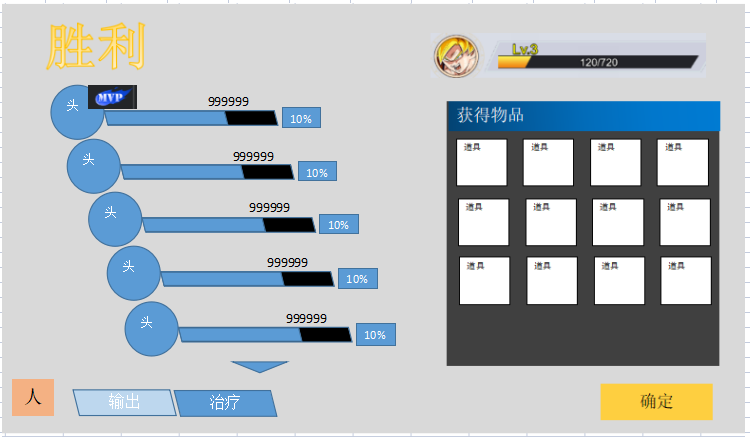 胜利
Lv.3
120/720
头
MVP
999999
10%
头
999999
10%
头
999999
10%
头
999999
10%
头
999999
10%
获得物品
道具 道具 道具 道具
道具 道具 道具 道具
道具 道具 道具 道具
人
输出
治疗
确定